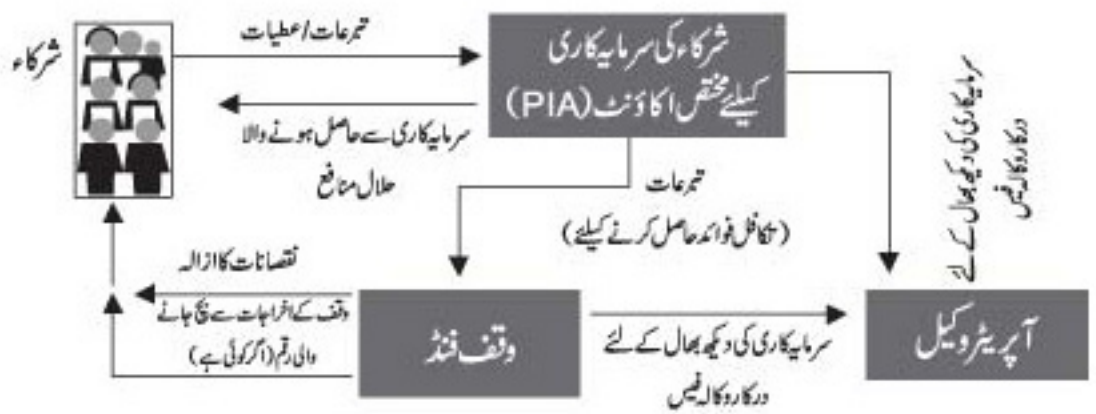 شرکاء
تبرعات/عطیات
شرکاء کی سرمایہ کاری
کیلئے مختص اکاؤنٹ (PIA)
سرمایہ کاری سے حاصل ہونے والا
حلال منافع
تبرعات
(تکافل فوائد حاصل کرنے کیلئے)
سرمایہ کاری کی دیکھ بھال کے لئے
درکار وکالہ فیس
نقصانات کا ازالہ
وقف کے اخراجات سے بچ جانے
والی رقم (اگر کوئی ہے)
وقف فنڈ
سرمایہ کاری کی دیکھ بھال کے لئے
درکار وکالہ فیس
آپریٹر وکیل